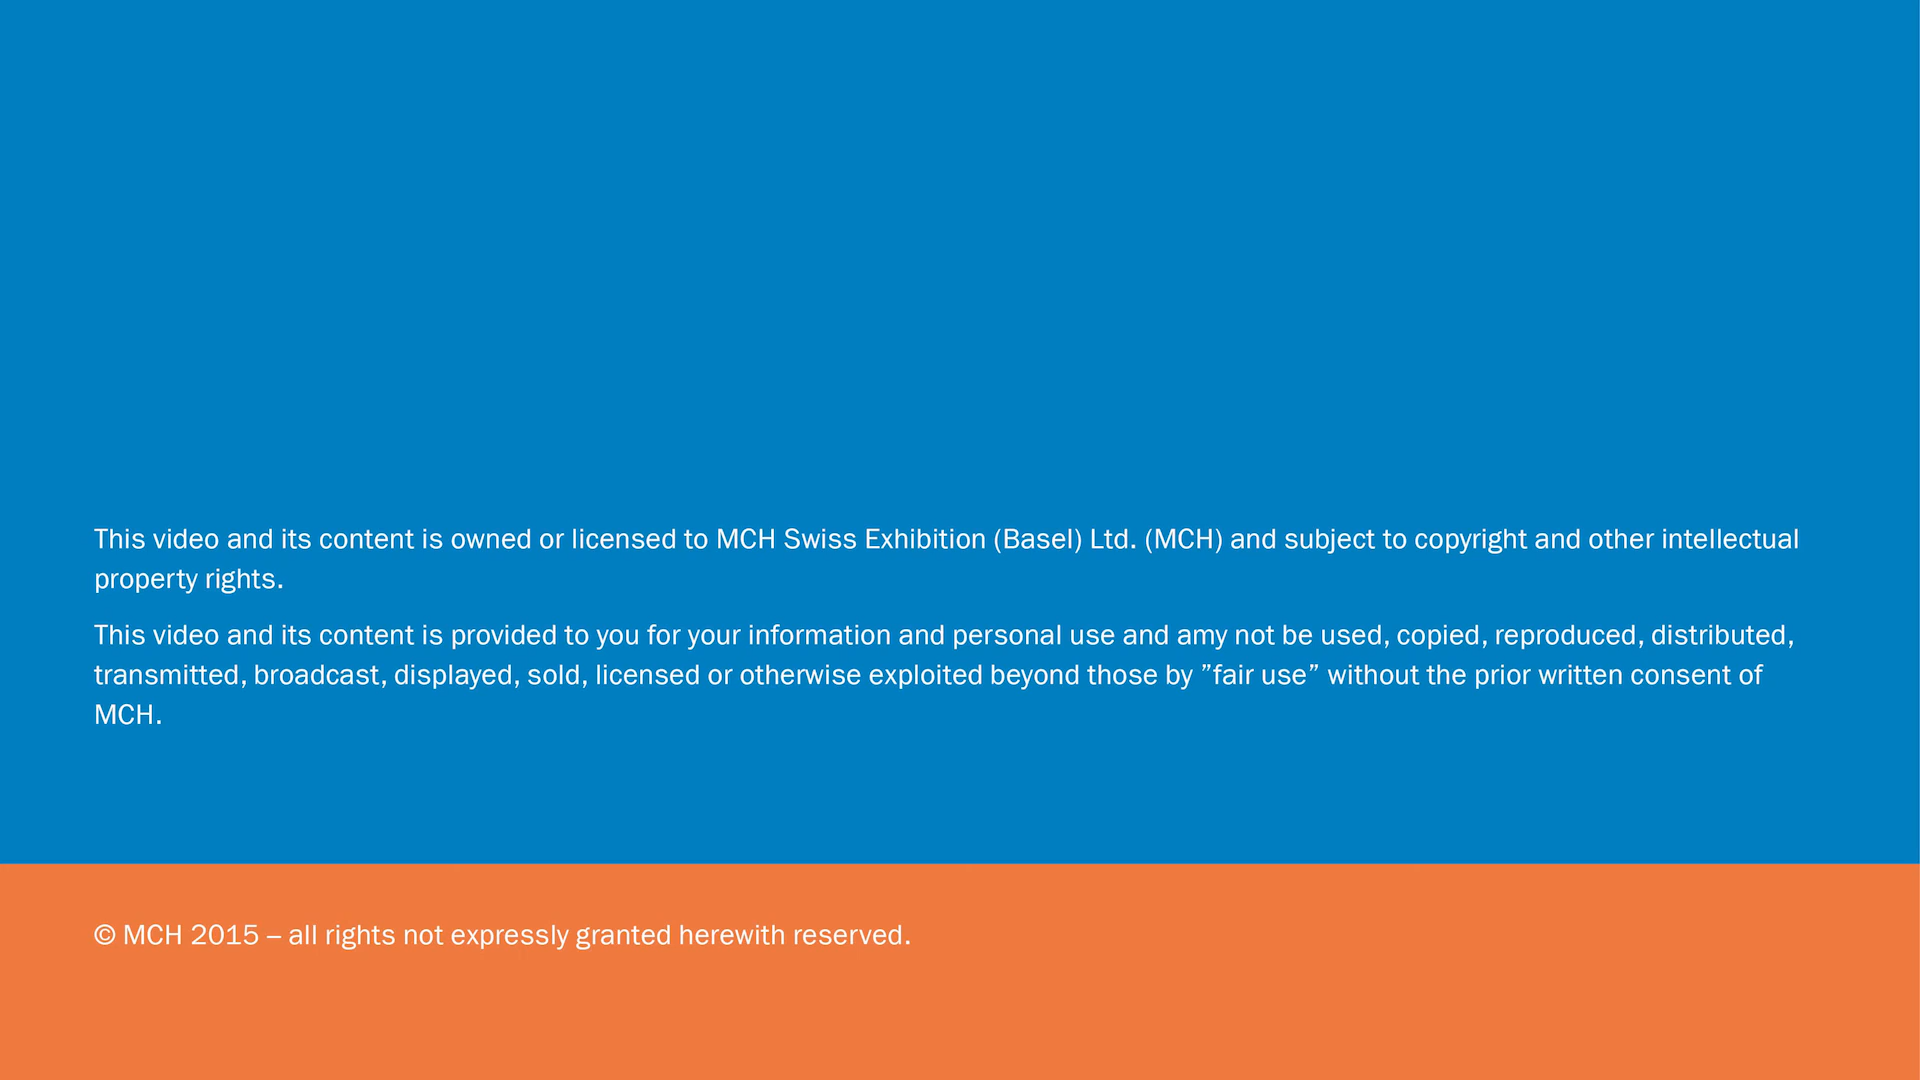 This video and its content is owned or licensed to MCH Swiss Exhibition (Basel) Ltd. (MCH) and subject to copyright and other intellectual
property rights.
This video and its content is provided to you for your information and personal use and amy not be used, copied, reproduced, distributed,
transmitted, broadcast, displayed, sold, licensed or otherwise exploited beyond those by ”fair use” without the prior written consent of
MCH.
© MCH 2015 – all rights not expressly granted herewith reserved.